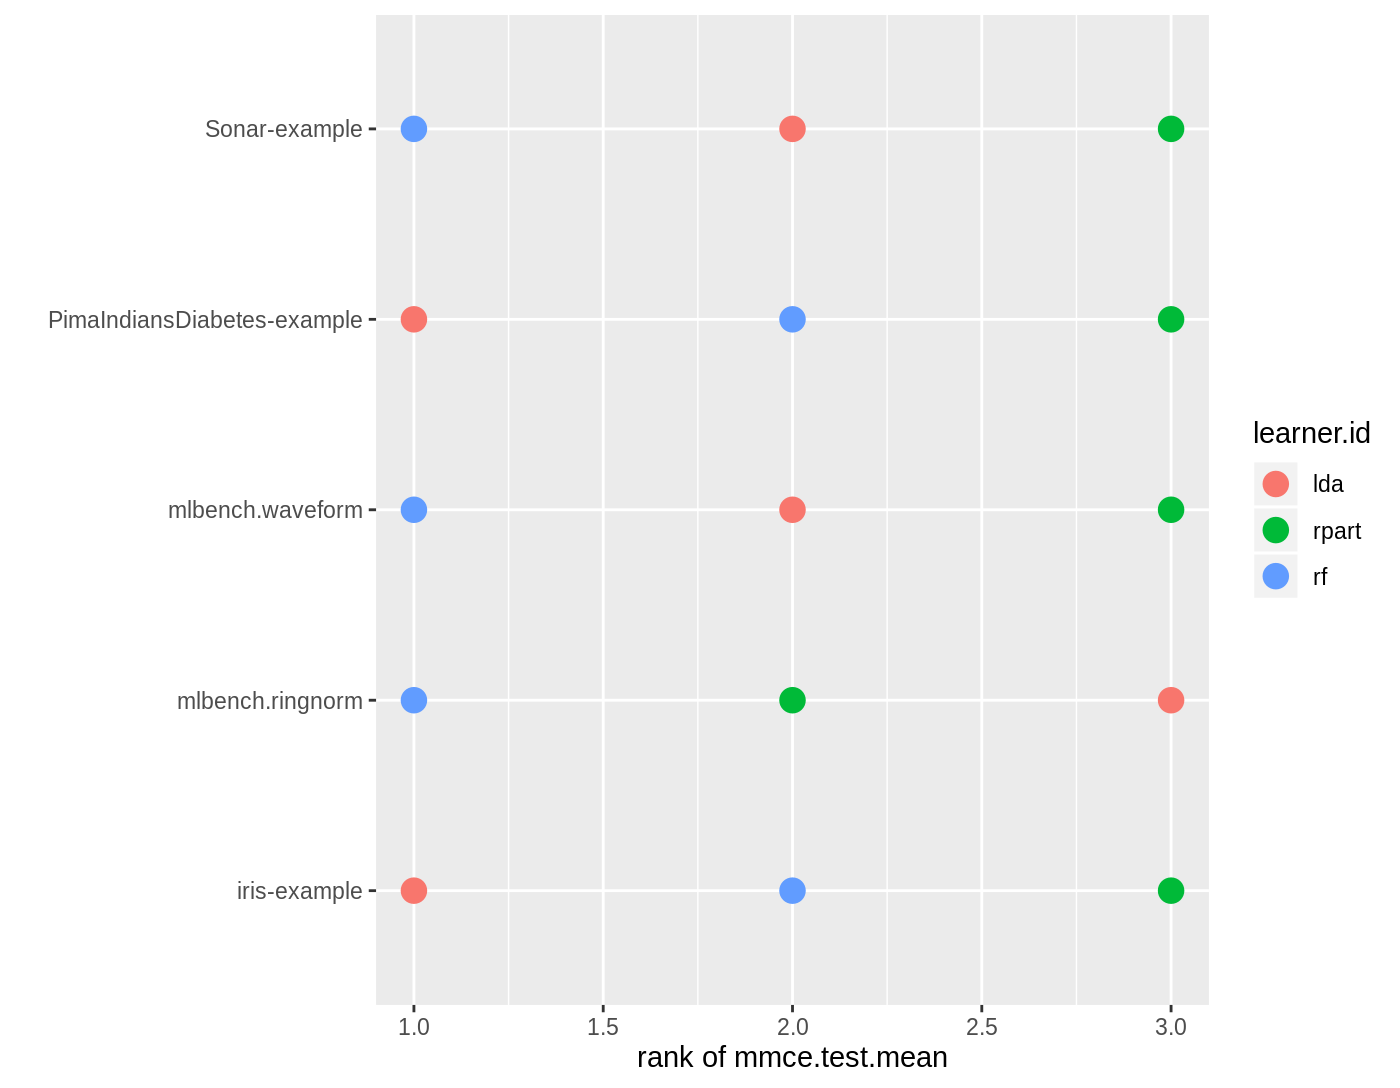 Sonar-example
PimaIndiansDiabetes-example
mlbench.waveform
mlbench.ringnorm
iris-example
1.0 1.5 2.0 2.5 3.0
rank of mmce.test.mean
learner.id
lda
rpart
rf